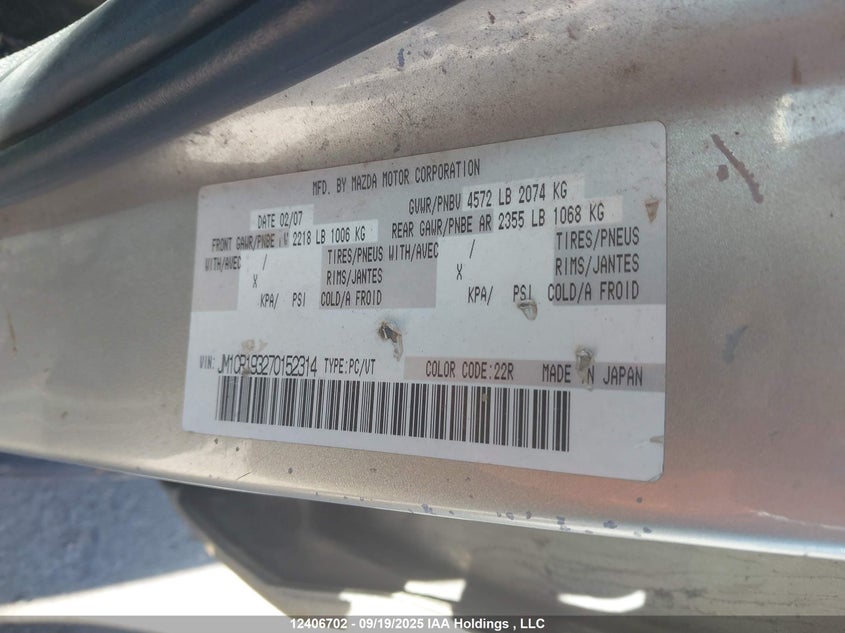 MFD. BY MAZDA MOTOR CORPORATION
DATE 02/07 GVWR/PNBV 4572 LB 2074 KG
FRONT GAWR/PNBE AV 2218 LB 1006 KG REAR GAWR/PNBE AR 2355 LB 1068 KG
WITH/AVEC / TIRES/PNEUS WITH/AVEC / TIRES/PNEUS
X RIMS/JANTES X RIMS/JANTES
KPA/ PSI COLD/A FROID KPA/ PSI COLD/A FROID
VIN: JM1CR193270152314 TYPE:PC/VT COLOR CODE:22R MADE IN JAPAN
12406702 - 09/19/2025 IAA Holdings , LLC